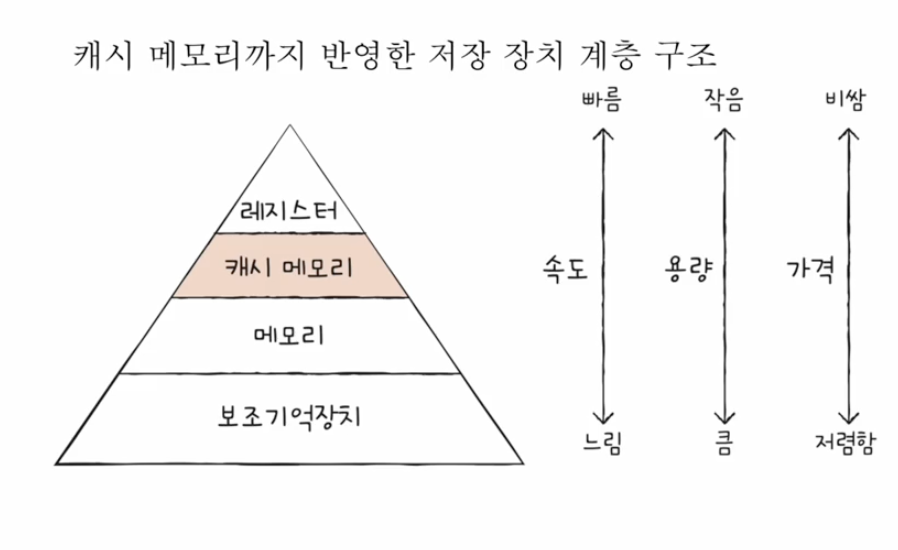 캐시 메모리까지 반영한 저장 장치 계층 구조
빠름 작음 비쌈
레지스터
캐시 메모리
속도 용량 가격
메모리
보조기억장치
느림 큼 저렴함